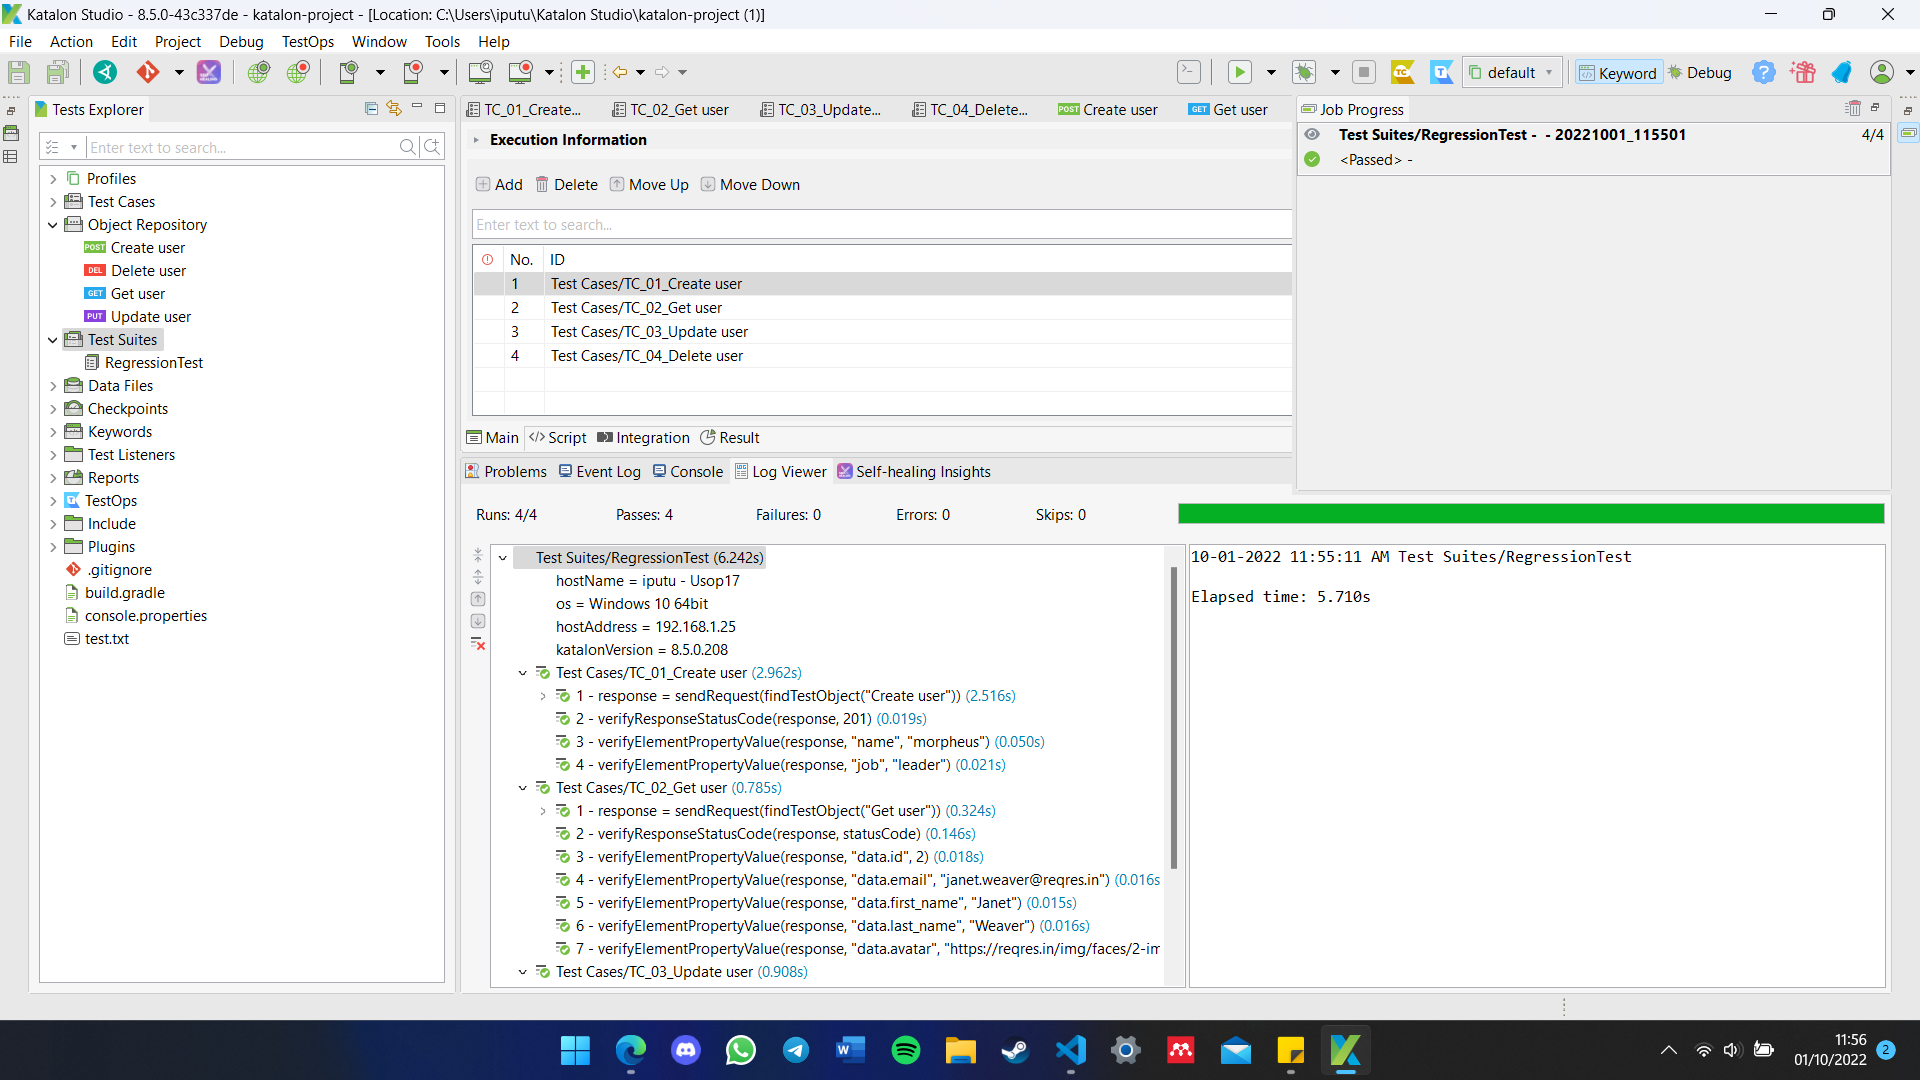 Katalon Studio - 8.5.0-43c337de - katalon-project - [Location: C:\Users\iputu\Katalon Studio\katalon-project (1)]
File Action Edit Project Debug TestOps Window Tools Help
default Keyword Debug
Tests Explorer
Enter text to search...
Profiles
Test Cases
Object Repository
POST Create user
DEL Delete user
GET Get user
PUT Update user
Test Suites
RegressionTest
Data Files
Checkpoints
Keywords
Test Listeners
Reports
TestOps
Include
Plugins
.gitignore
build.gradle
console.properties
test.txt
TC_01_Create... TC_02_Get user TC_03_Update... TC_04_Delete... POST Create user GET Get user
Execution Information
Add Delete Move Up Move Down
Enter text to search...
No. ID
1 Test Cases/TC_01_Create user
2 Test Cases/TC_02_Get user
3 Test Cases/TC_03_Update user
4 Test Cases/TC_04_Delete user
Main Script Integration Result
Job Progress
Test Suites/RegressionTest - - 20221001_115501 4/4
<Passed> -
Problems Event Log Console Log Viewer Self-healing Insights
Runs: 4/4 Passes: 4 Failures: 0 Errors: 0 Skips: 0
Test Suites/RegressionTest (6.242s)
hostName = iputu - Usop17
os = Windows 10 64bit
hostAddress = 192.168.1.25
katalonVersion = 8.5.0.208
Test Cases/TC_01_Create user (2.962s)
1 - response = sendRequest(findTestObject("Create user")) (2.516s)
2 - verifyResponseStatusCode(response, 201) (0.019s)
3 - verifyElementPropertyValue(response, "name", "morpheus") (0.050s)
4 - verifyElementPropertyValue(response, "job", "leader") (0.021s)
Test Cases/TC_02_Get user (0.785s)
1 - response = sendRequest(findTestObject("Get user")) (0.324s)
2 - verifyResponseStatusCode(response, statusCode) (0.146s)
3 - verifyElementPropertyValue(response, "data.id", 2) (0.018s)
4 - verifyElementPropertyValue(response, "data.email", "janet.weaver@reqres.in") (0.016s
5 - verifyElementPropertyValue(response, "data.first_name", "Janet") (0.015s)
6 - verifyElementPropertyValue(response, "data.last_name", "Weaver") (0.016s)
7 - verifyElementPropertyValue(response, "data.avatar", "https://reqres.in/img/faces/2-im
Test Cases/TC_03_Update user (0.908s)
10-01-2022 11:55:11 AM Test Suites/RegressionTest
Elapsed time: 5.710s
11:56
01/10/2022
2